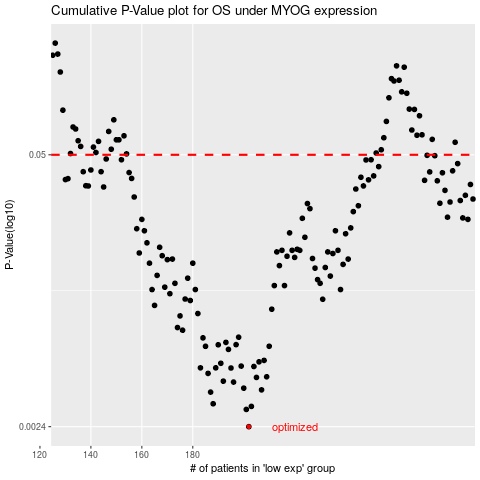 Cumulative P-Value plot for OS under MYOG expression
P-Value(log10)
0.05
0.0024
optimized
120 140 160 180
# of patients in 'low exp' group